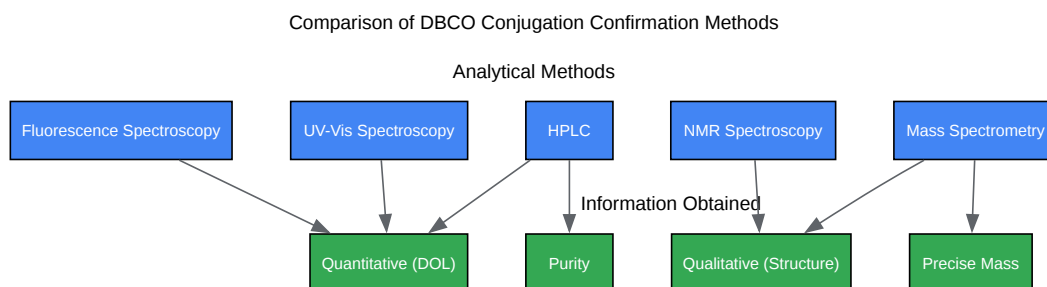 Comparison of DBCO Conjugation Confirmation Methods
Analytical Methods
Fluorescence Spectroscopy
UV-Vis Spectroscopy
HPLC
NMR Spectroscopy
Mass Spectrometry
Information Obtained
Quantitative (DOL)
Purity
Qualitative (Structure)
Precise Mass